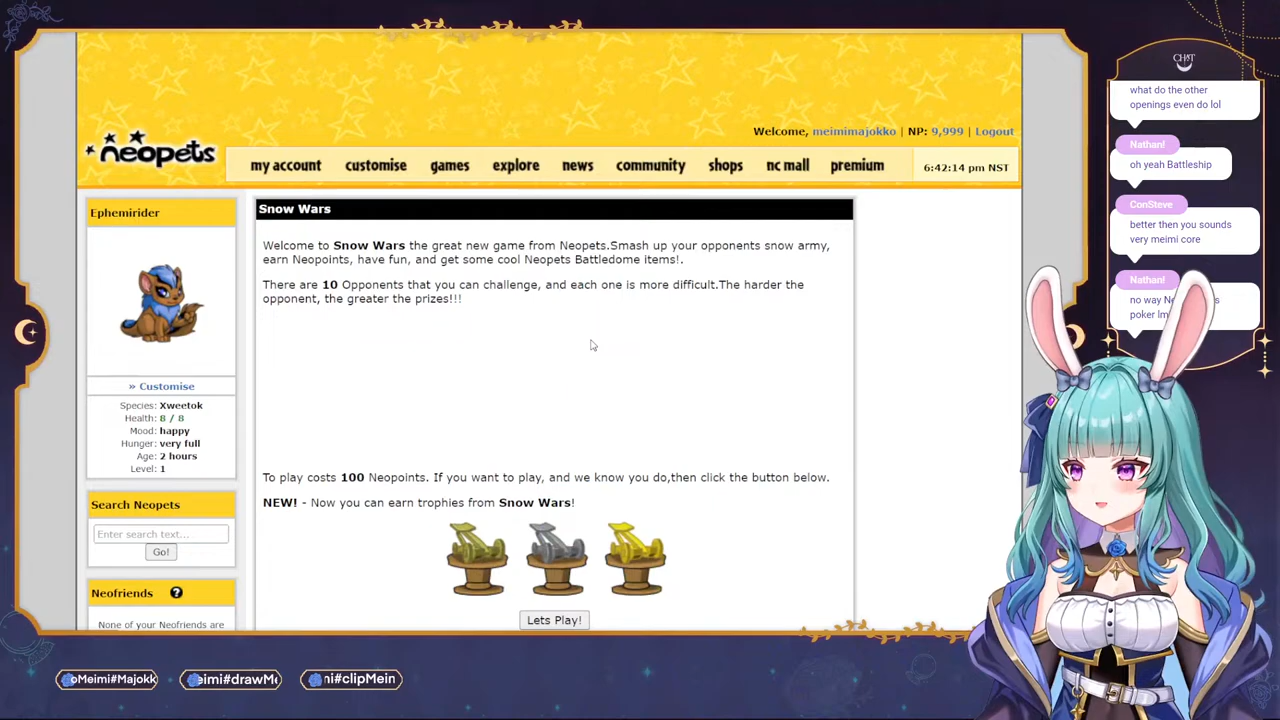 neopets
Welcome, meimimajokko | NP: 9,999 | Logout
my account
customise
games
explore
news
community
shops
nc mall
premium
6:42:14 pm NST
Ephemirider
» Customise
Species: Xweetok
Health: 8 / 8
Mood: happy
Hunger: very full
Age: 2 hours
Level: 1
Search Neopets
Enter search text...
Go!
Neofriends ?
None of your Neofriends are
Snow Wars
Welcome to Snow Wars the great new game from Neopets.Smash up your opponents snow army,
earn Neopoints, have fun, and get some cool Neopets Battledome items!.
There are 10 Opponents that you can challenge, and each one is more difficult.The harder the
opponent, the greater the prizes!!!
To play costs 100 Neopoints. If you want to play, and we know you do,then click the button below.
NEW! - Now you can earn trophies from Snow Wars!
Lets Play!
CHAT
what do the other
openings even do lol
Nathan!
oh yeah Battleship
ConSteve
better then you sounds
very meimi core
Nathan!
no way
poker
oMeimi#Majokk
eimi#drawMe
ni#clipMein